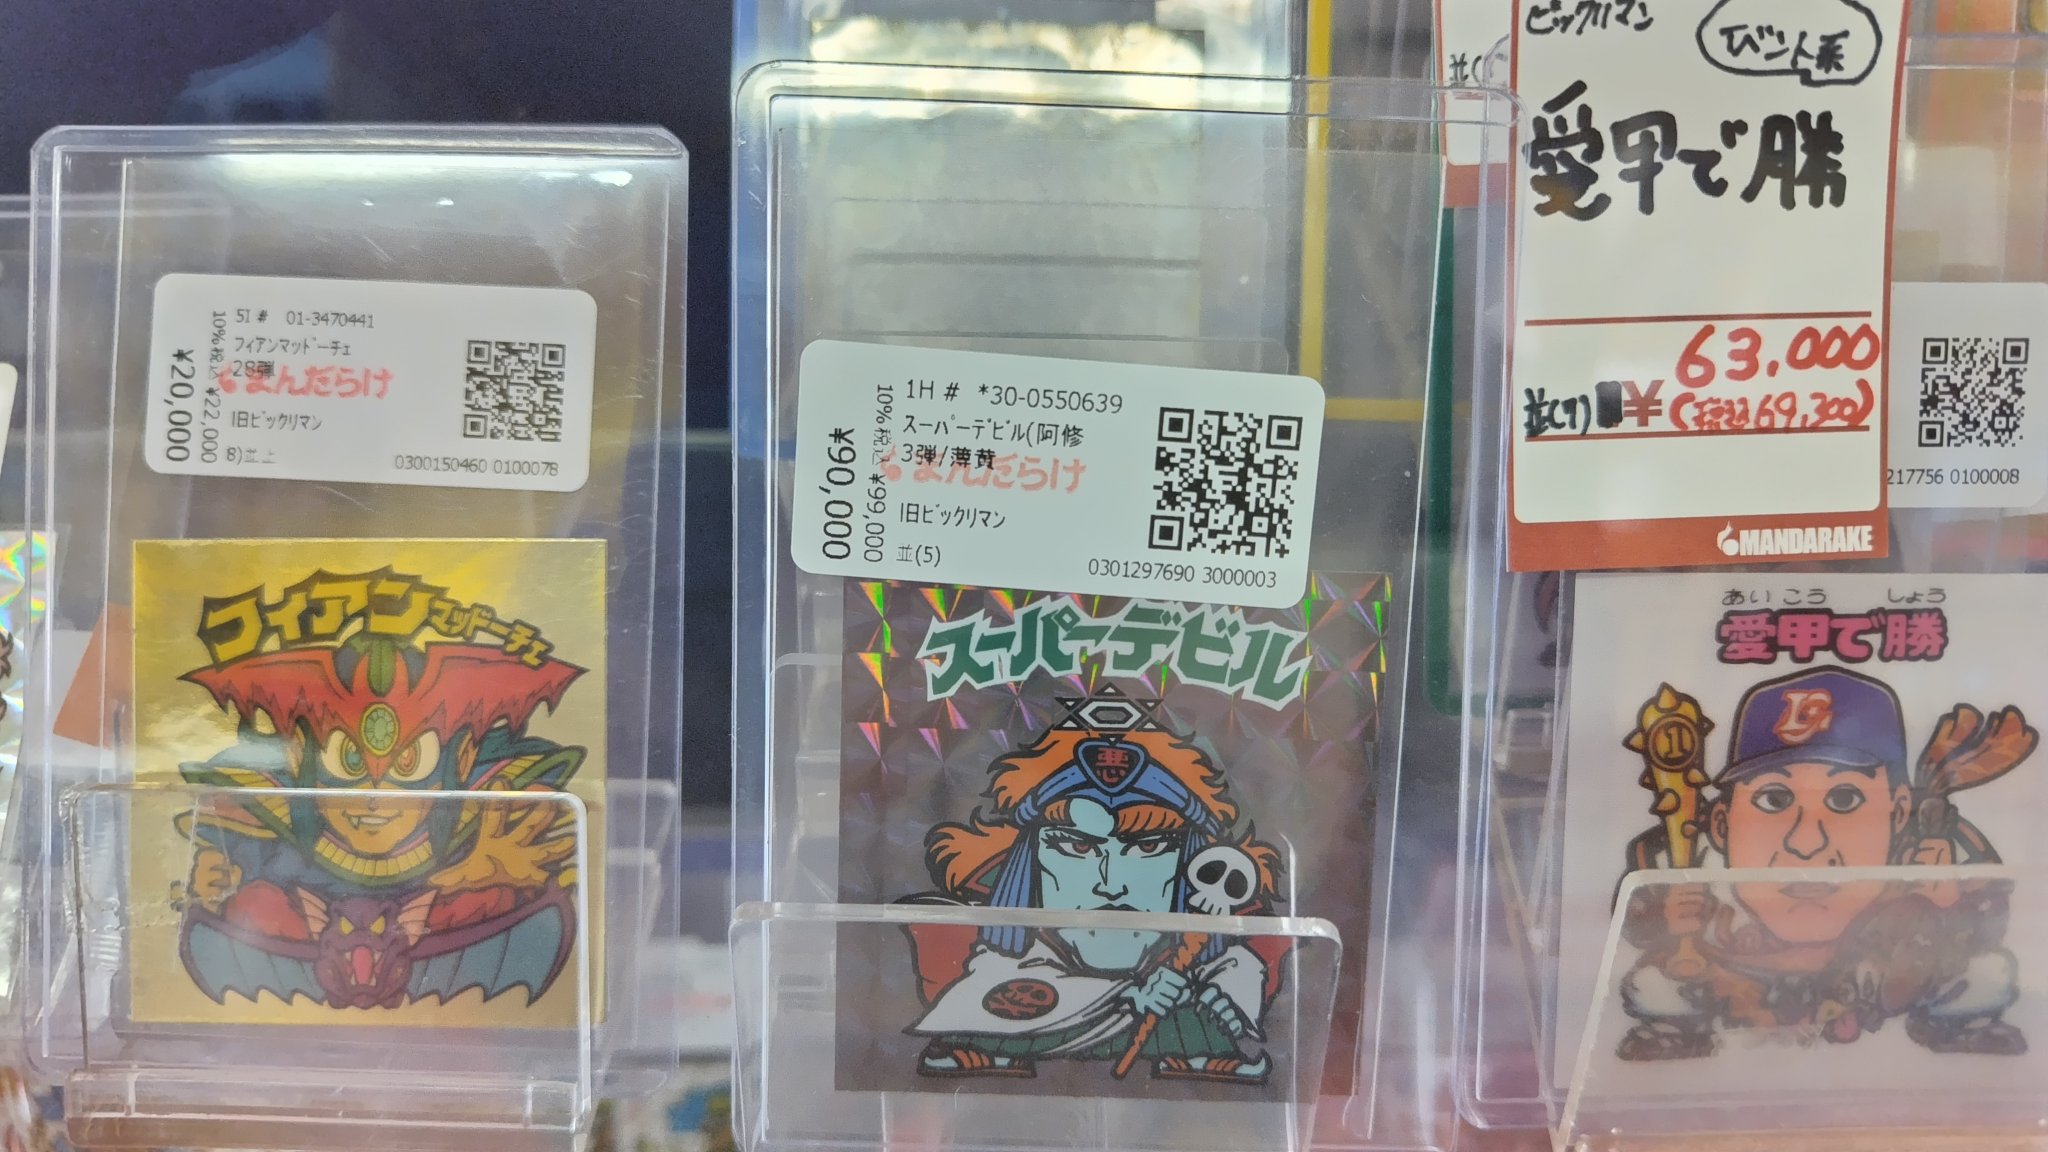 5I # 01-3470441
フィアンマッドーチェ
28弾
まんだらけ
旧ビックリマン
8)並上
0300150460 0100078
¥20,000
10%税込 ¥22,000
フィアンマッドーチェ
1H # *30-0550639
スーパーデビル(阿修
3弾/薄黄
まんだらけ
旧ビックリマン
並(5)
0301297690 3000003
¥90,000
10%税込 ¥99,000
スーパーデビル
悪
ビックリマン
愛甲で勝
63,000
並(7) ¥ (税込69,300)
MANDARAKE
217756 0100008
あいこう しょう
愛甲で勝
1